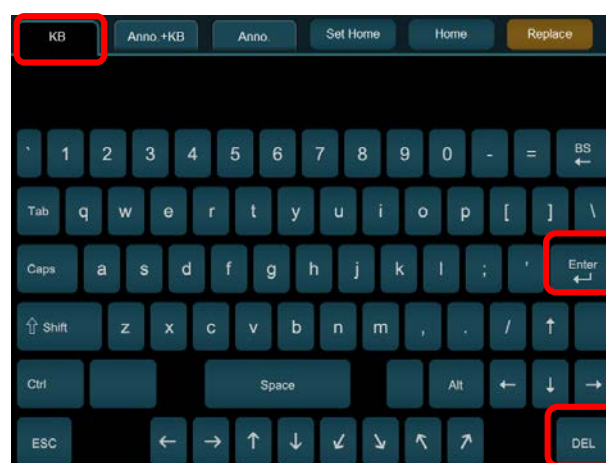 KB Anno.+KB Anno. Set Home Home Replace
` 1 2 3 4 5 6 7 8 9 0 - = BS ←
Tab q w e r t y u i o p [ ] \
Caps a s d f g h j k l ; ' Enter ↵
⇧ Shift z x c v b n m , . / ↑
Ctrl Space Alt ← ↓ →
ESC ← → ↑ ↓ ↙ ↘ ↖ ↗ DEL